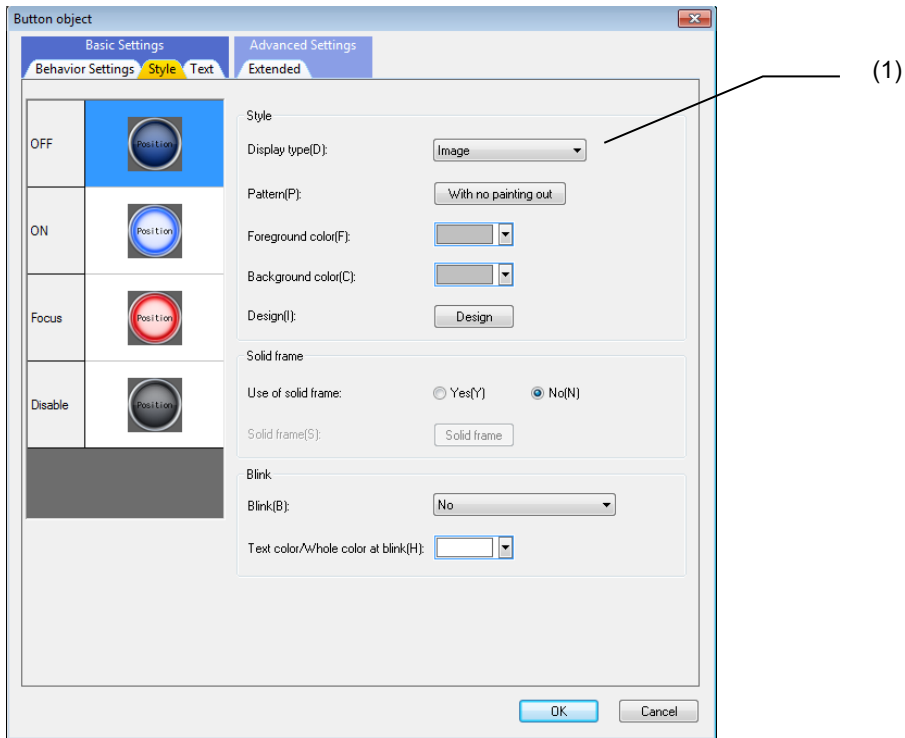 Button object
Basic Settings
Advanced Settings
Behavior Settings Style Text
Extended
(1)
OFF
Position
ON
Position
Focus
Position
Disable
Position
Style
Display type(D): Image
Pattern(P): With no painting out
Foreground color(F):
Background color(C):
Design(I): Design
Solid frame
Use of solid frame: Yes(Y) No(N)
Solid frame(S): Solid frame
Blink
Blink(B): No
Text color/Whole color at blink(H):
OK Cancel